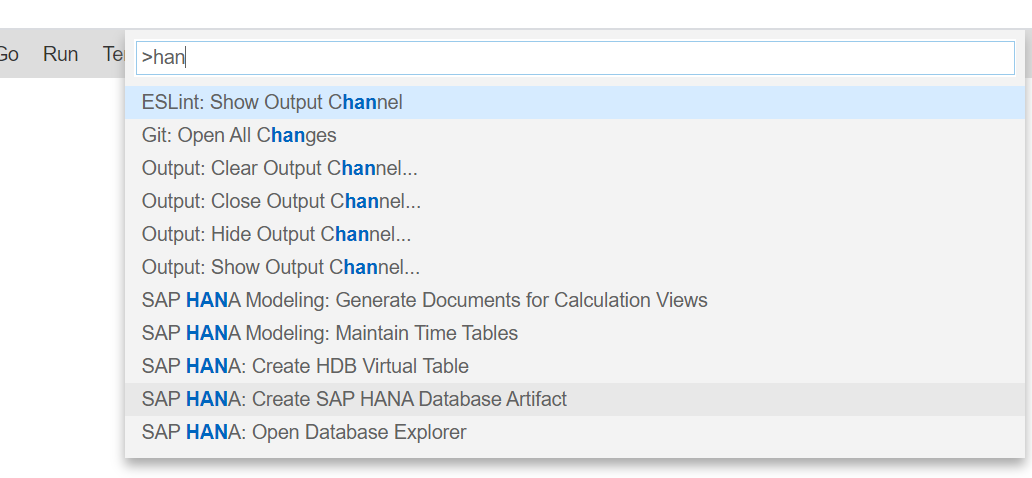 Go Run Te
>han
ESLint: Show Output Channel
Git: Open All Changes
Output: Clear Output Channel...
Output: Close Output Channel...
Output: Hide Output Channel...
Output: Show Output Channel...
SAP HANA Modeling: Generate Documents for Calculation Views
SAP HANA Modeling: Maintain Time Tables
SAP HANA: Create HDB Virtual Table
SAP HANA: Create SAP HANA Database Artifact
SAP HANA: Open Database Explorer